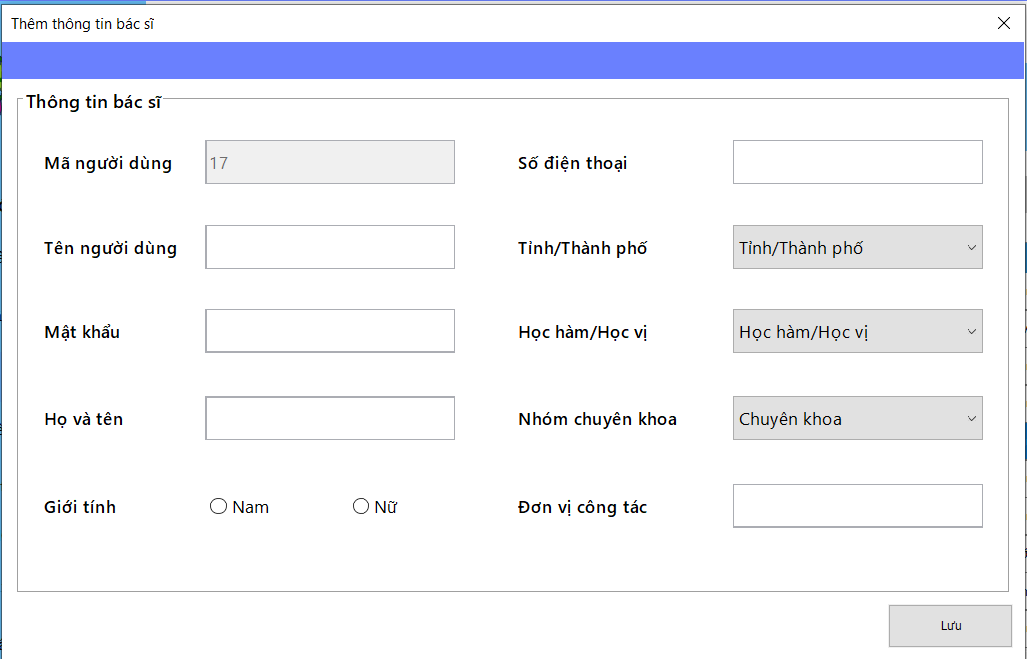 Thêm thông tin bác sĩ
Thông tin bác sĩ
Mã người dùng 17 Số điện thoại
Tên người dùng Tỉnh/Thành phố Tỉnh/Thành phố
Mật khẩu Học hàm/Học vị Học hàm/Học vị
Họ và tên Nhóm chuyên khoa Chuyên khoa
Giới tính Nam Nữ Đơn vị công tác
Lưu